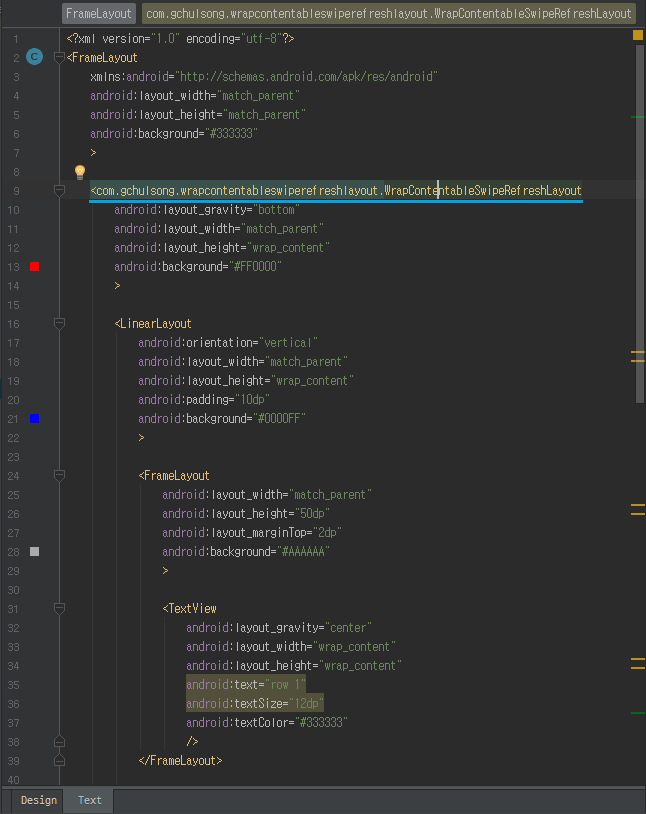 FrameLayout com.gchulsong.wrapcontentableswiperefreshlayout.WrapContentableSwipeRefreshLayout
1 <?xml version="1.0" encoding="utf-8"?>
2 C <FrameLayout
3 xmlns:android="http://schemas.android.com/apk/res/android"
4 android:layout_width="match_parent"
5 android:layout_height="match_parent"
6 android:background="#333333"
7 >
8
9 <com.gchulsong.wrapcontentableswiperefreshlayout.WrapContentableSwipeRefreshLayout
10 android:layout_gravity="bottom"
11 android:layout_width="match_parent"
12 android:layout_height="wrap_content"
13 android:background="#FF0000"
14 >
15
16 <LinearLayout
17 android:orientation="vertical"
18 android:layout_width="match_parent"
19 android:layout_height="wrap_content"
20 android:padding="10dp"
21 android:background="#0000FF"
22 >
23
24 <FrameLayout
25 android:layout_width="match_parent"
26 android:layout_height="50dp"
27 android:layout_marginTop="2dp"
28 android:background="#AAAAAA"
29 >
30
31 <TextView
32 android:layout_gravity="center"
33 android:layout_width="wrap_content"
34 android:layout_height="wrap_content"
35 android:text="row 1"
36 android:textSize="12dp"
37 android:textColor="#333333"
38 />
39 </FrameLayout>
40
Design Text